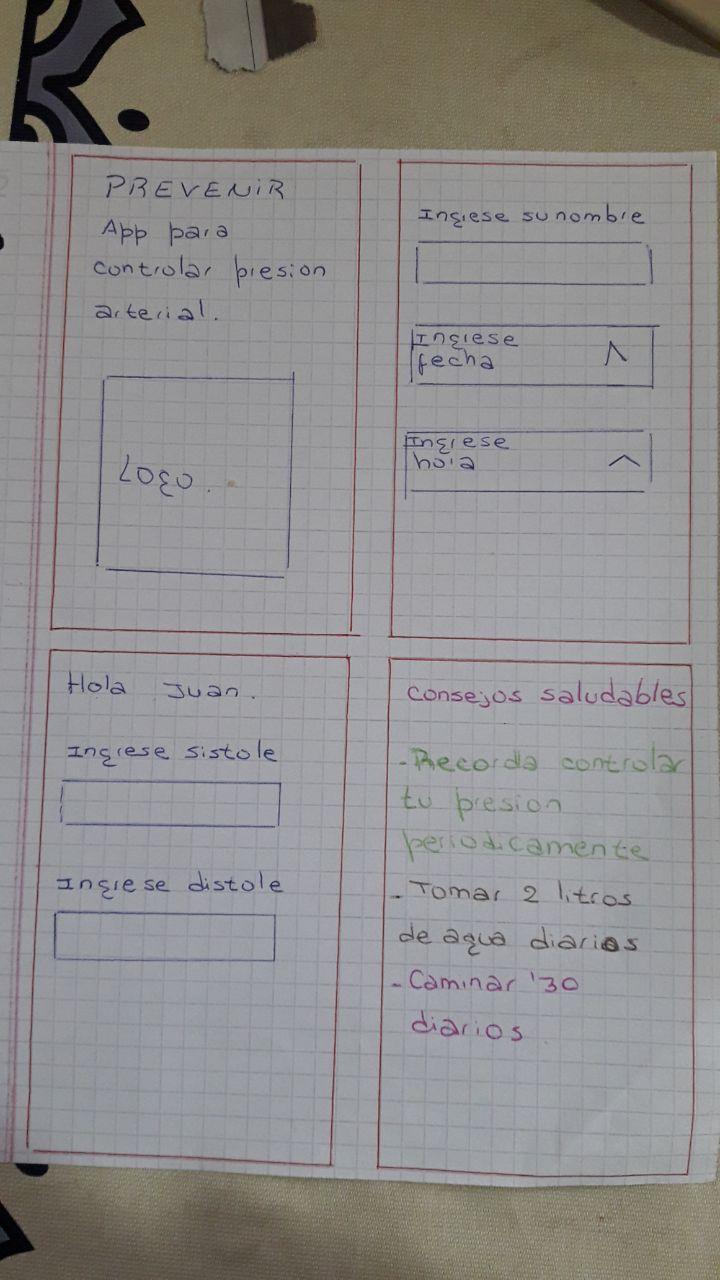 PREVENIR
App para
controlar presion
arterial.
Logo.
Ingrese su nombre
Ingrese
fecha
Ingrese
hora
Hola Juan.
Ingrese sistole
Ingrese distole
Consejos saludables
- Recorda controlar
tu presion
periodicamente
- Tomar 2 litros
de agua diarios
- Caminar '30
diarios